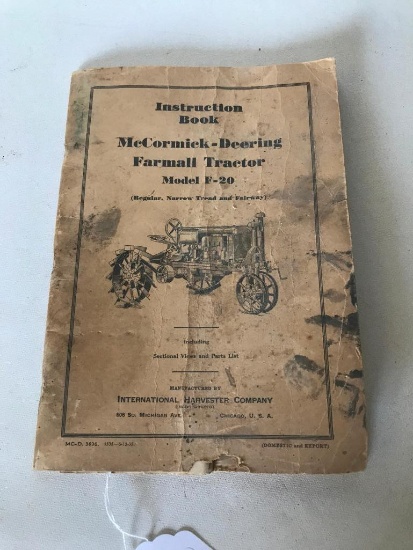 Instruction
Book
McCormick-Deering
Farmall Tractor
Model F-20
(Regular, Narrow Tread and Fairway)
Including
Sectional Views and Parts List
MANUFACTURED BY
INTERNATIONAL HARVESTER COMPANY
606 So. MICHIGAN AVE. CHICAGO, U. S. A.
(DOMESTIC AND EXPORT)